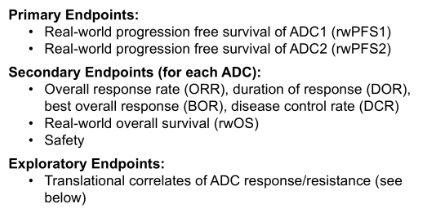 Primary Endpoints:
• Real-world progression free survival of ADC1 (rwPFS1)
• Real-world progression free survival of ADC2 (rwPFS2)
Secondary Endpoints (for each ADC):
• Overall response rate (ORR), duration of response (DOR),
best overall response (BOR), disease control rate (DCR)
• Real-world overall survival (rwOS)
• Safety
Exploratory Endpoints:
• Translational correlates of ADC response/resistance (see
below)